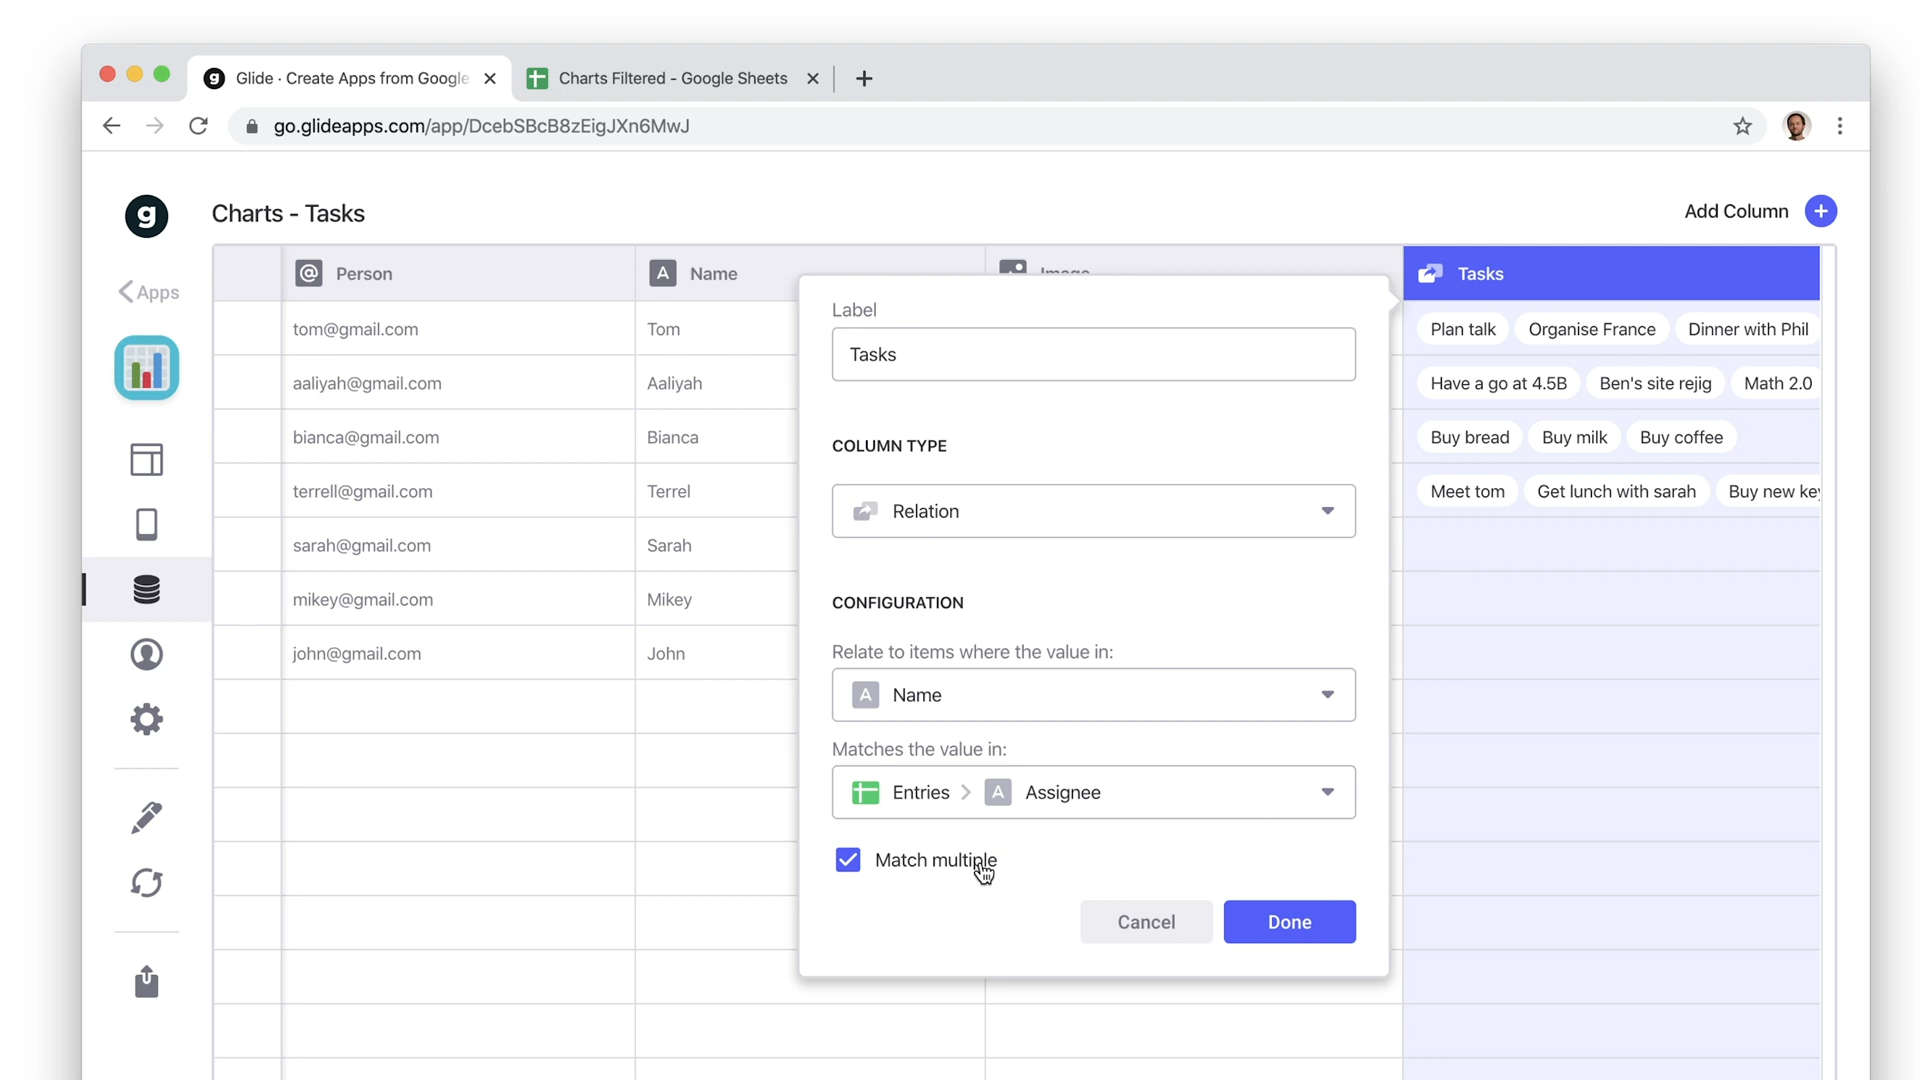 Glide · Create Apps from Google
Charts Filtered - Google Sheets
go.glideapps.com/app/DcebSBcB8zEigJXn6MwJ
g
Charts - Tasks
Add Column
Apps
Person
Name
Image
Tasks
tom@gmail.com
Tom
Plan talk
Organise France
Dinner with Phil
aaliyah@gmail.com
Aaliyah
Have a go at 4.5B
Ben's site rejig
Math 2.0
bianca@gmail.com
Bianca
Buy bread
Buy milk
Buy coffee
terrell@gmail.com
Terrel
Meet tom
Get lunch with sarah
Buy new key
sarah@gmail.com
Sarah
mikey@gmail.com
Mikey
john@gmail.com
John
Label
Tasks
COLUMN TYPE
Relation
CONFIGURATION
Relate to items where the value in:
A Name
Matches the value in:
Entries > A Assignee
Match multiple
Cancel
Done